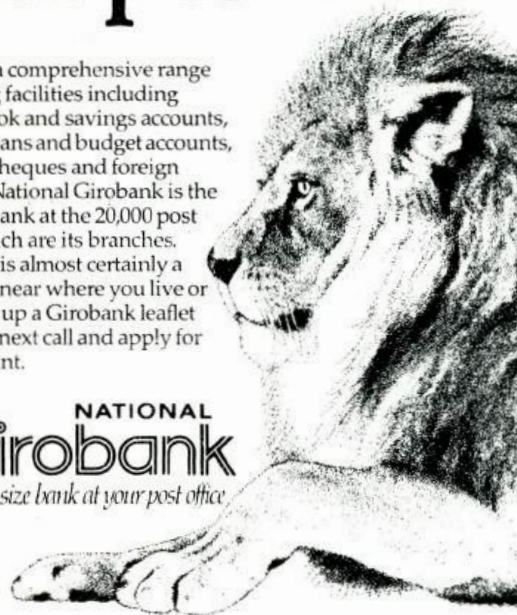 a comprehensive range
facilities including
ok and savings accounts,
ans and budget accounts,
heques and foreign
National Girobank is the
ank at the 20,000 post
ch are its branches.
is almost certainly a
near where you live or
up a Girobank leaflet
next call and apply for
nt.
NATIONAL
irobank
size bank at your post office